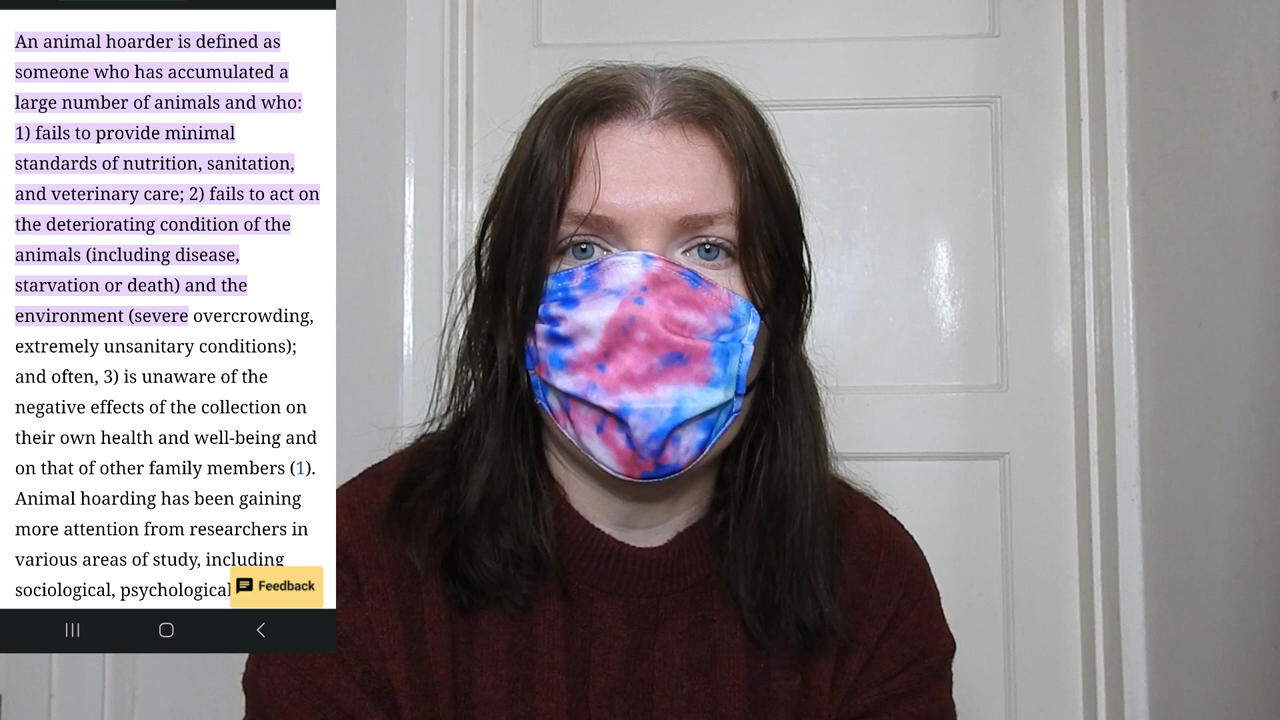 An animal hoarder is defined as
someone who has accumulated a
large number of animals and who:
1) fails to provide minimal
standards of nutrition, sanitation,
and veterinary care; 2) fails to act on
the deteriorating condition of the
animals (including disease,
starvation or death) and the
environment (severe overcrowding,
extremely unsanitary conditions);
and often, 3) is unaware of the
negative effects of the collection on
their own health and well-being and
on that of other family members (1).
Animal hoarding has been gaining
more attention from researchers in
various areas of study, including
sociological, psychological
Feedback